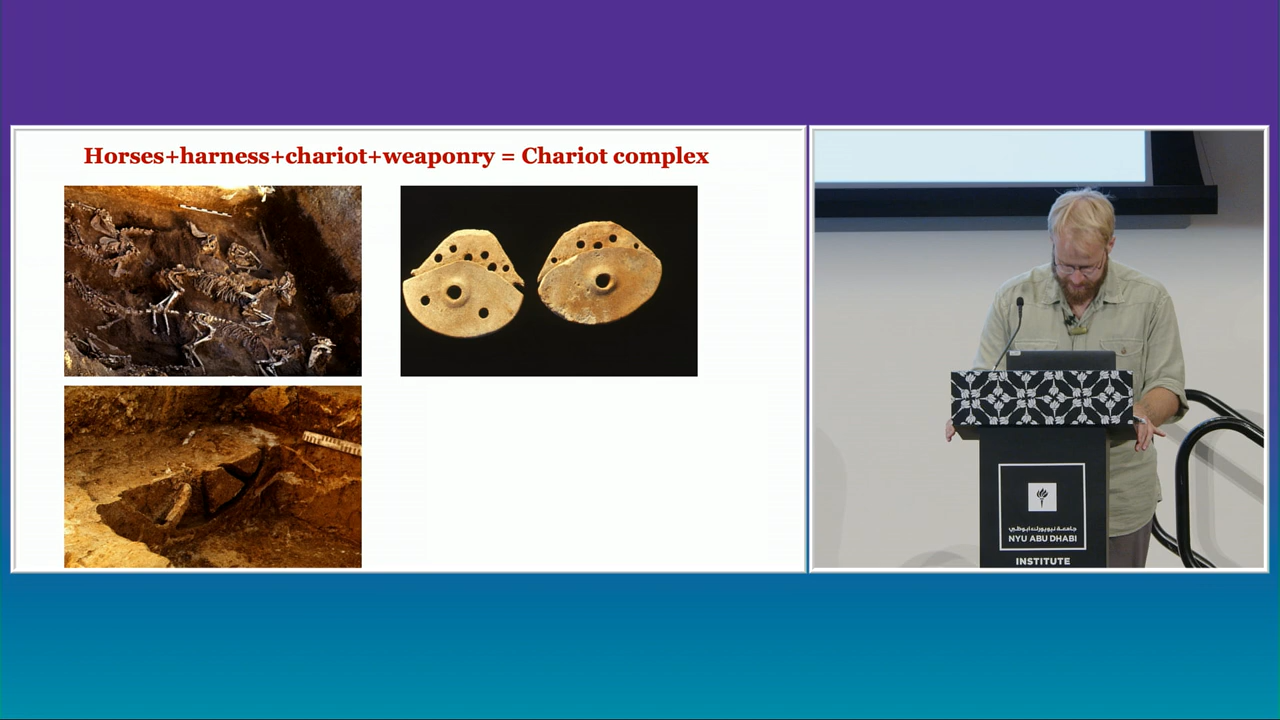 Horses+harness+chariot+weaponry = Chariot complex
جامعة نيويورك أبوظبي
NYU ABU DHABI
INSTITUTE